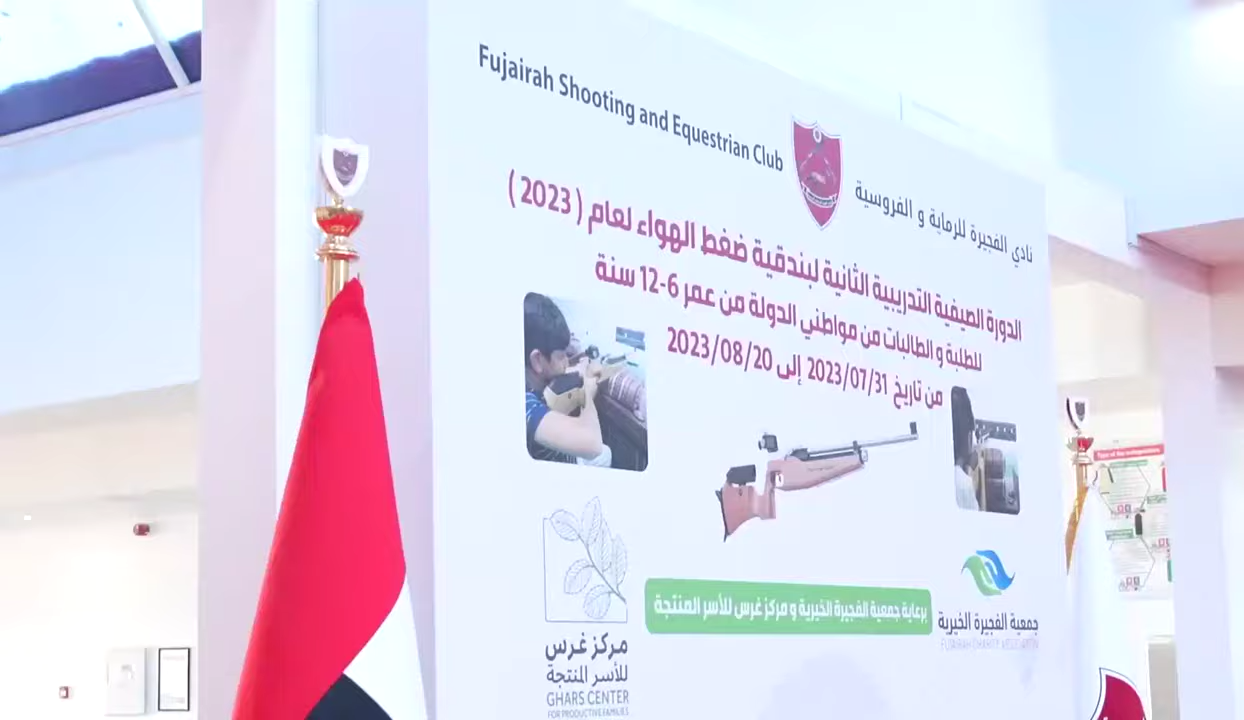 Fujairah Shooting and Equestrian Club
نادي الفجيرة للرماية و الفروسية
الدورة الصيفية التدريبية الثانية لبندقية ضغط الهواء لعام ( 2023 )
للطلبة و الطالبات من مواطني الدولة من عمر 6-12 سنة
من تاريخ 2023/07/31 إلى 2023/08/20
برعاية جمعية الفجيرة الخيرية و مركز غرس للأسر المنتجة
جمعية الفجيرة الخيرية
FUJAIRAH CHARITY ASSOCIATION
مركز غرس
للأسر المنتجة
GHARS CENTER
FOR PRODUCTIVE FAMILIES